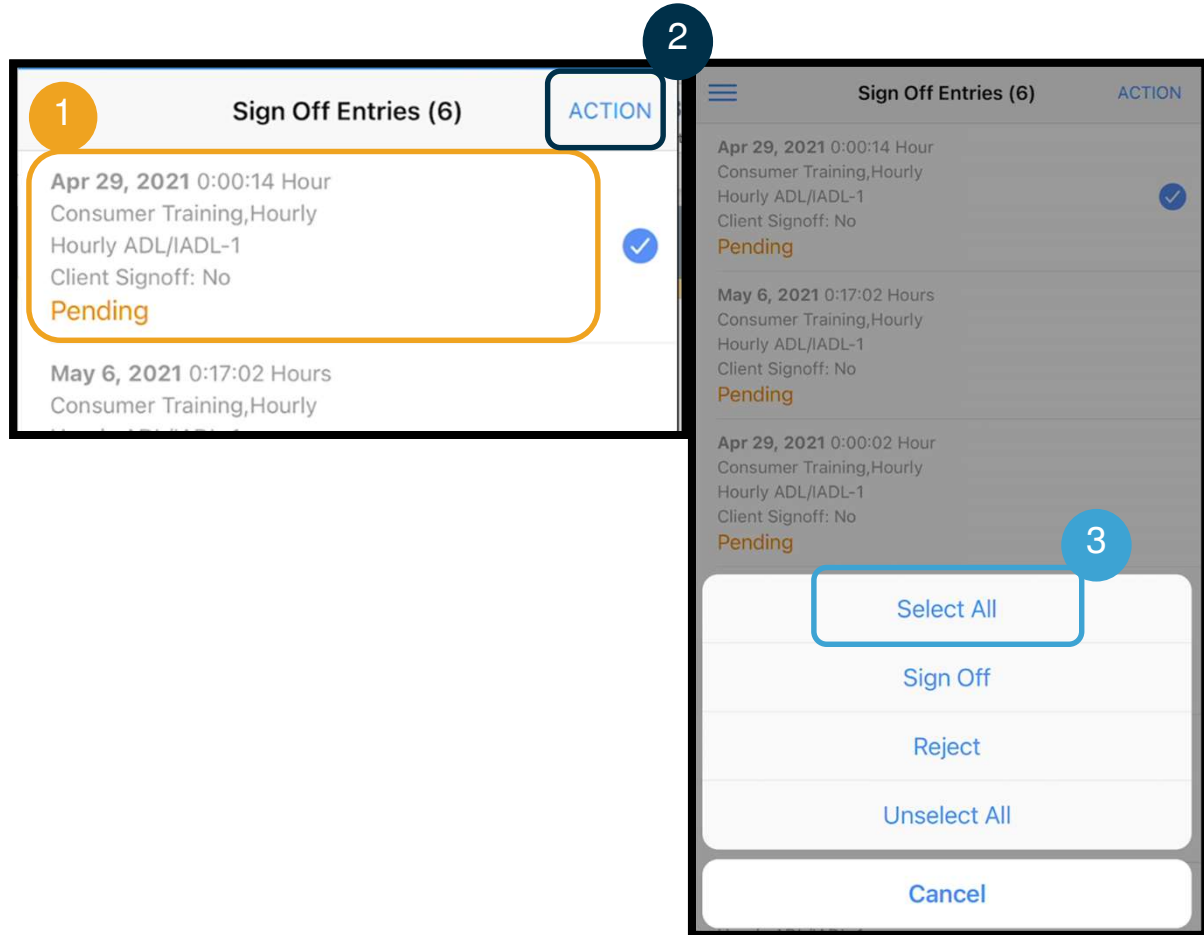 2
1
Sign Off Entries (6)
ACTION
Apr 29, 2021 0:00:14 Hour
Consumer Training,Hourly
Hourly ADL/IADL-1
Client Signoff: No
Pending
May 6, 2021 0:17:02 Hours
Consumer Training,Hourly
Sign Off Entries (6)
ACTION
Apr 29, 2021 0:00:14 Hour
Consumer Training,Hourly
Hourly ADL/IADL-1
Client Signoff: No
Pending
May 6, 2021 0:17:02 Hours
Consumer Training,Hourly
Hourly ADL/IADL-1
Client Signoff: No
Pending
Apr 29, 2021 0:00:02 Hour
Consumer Training,Hourly
Hourly ADL/IADL-1
Client Signoff: No
Pending
3
Select All
Sign Off
Reject
Unselect All
Cancel